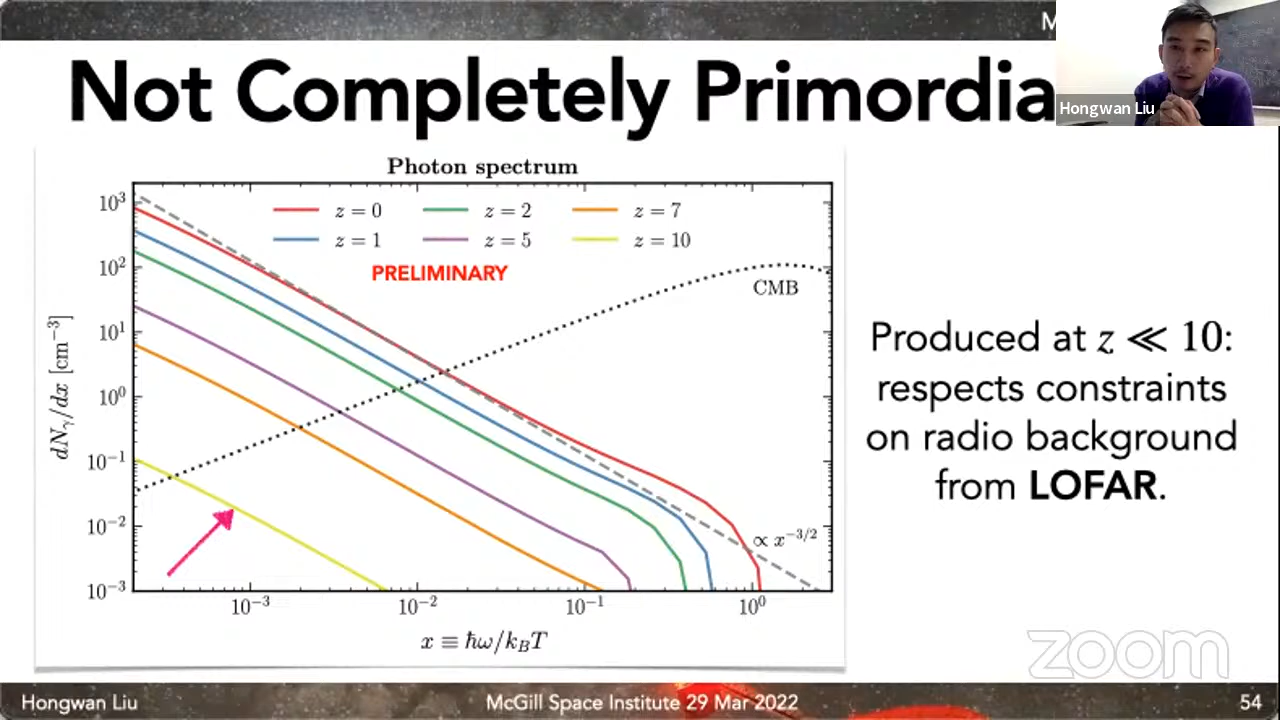 M
Not Completely Primordia
Hongwan Liu
Photon spectrum
z = 0 z = 2 z = 7
z = 1 z = 5 z = 10
PRELIMINARY
CMB
∝ x^{-3/2}
dN_γ/dx [cm^{-3}]
10^3
10^2
10^1
10^0
10^{-1}
10^{-2}
10^{-3}
10^{-3} 10^{-2} 10^{-1} 10^0
x ≡ ħω/k_BT
Produced at z ≪ 10:
respects constraints
on radio background
from LOFAR.
zoom
Hongwan Liu McGill Space Institute 29 Mar 2022 54